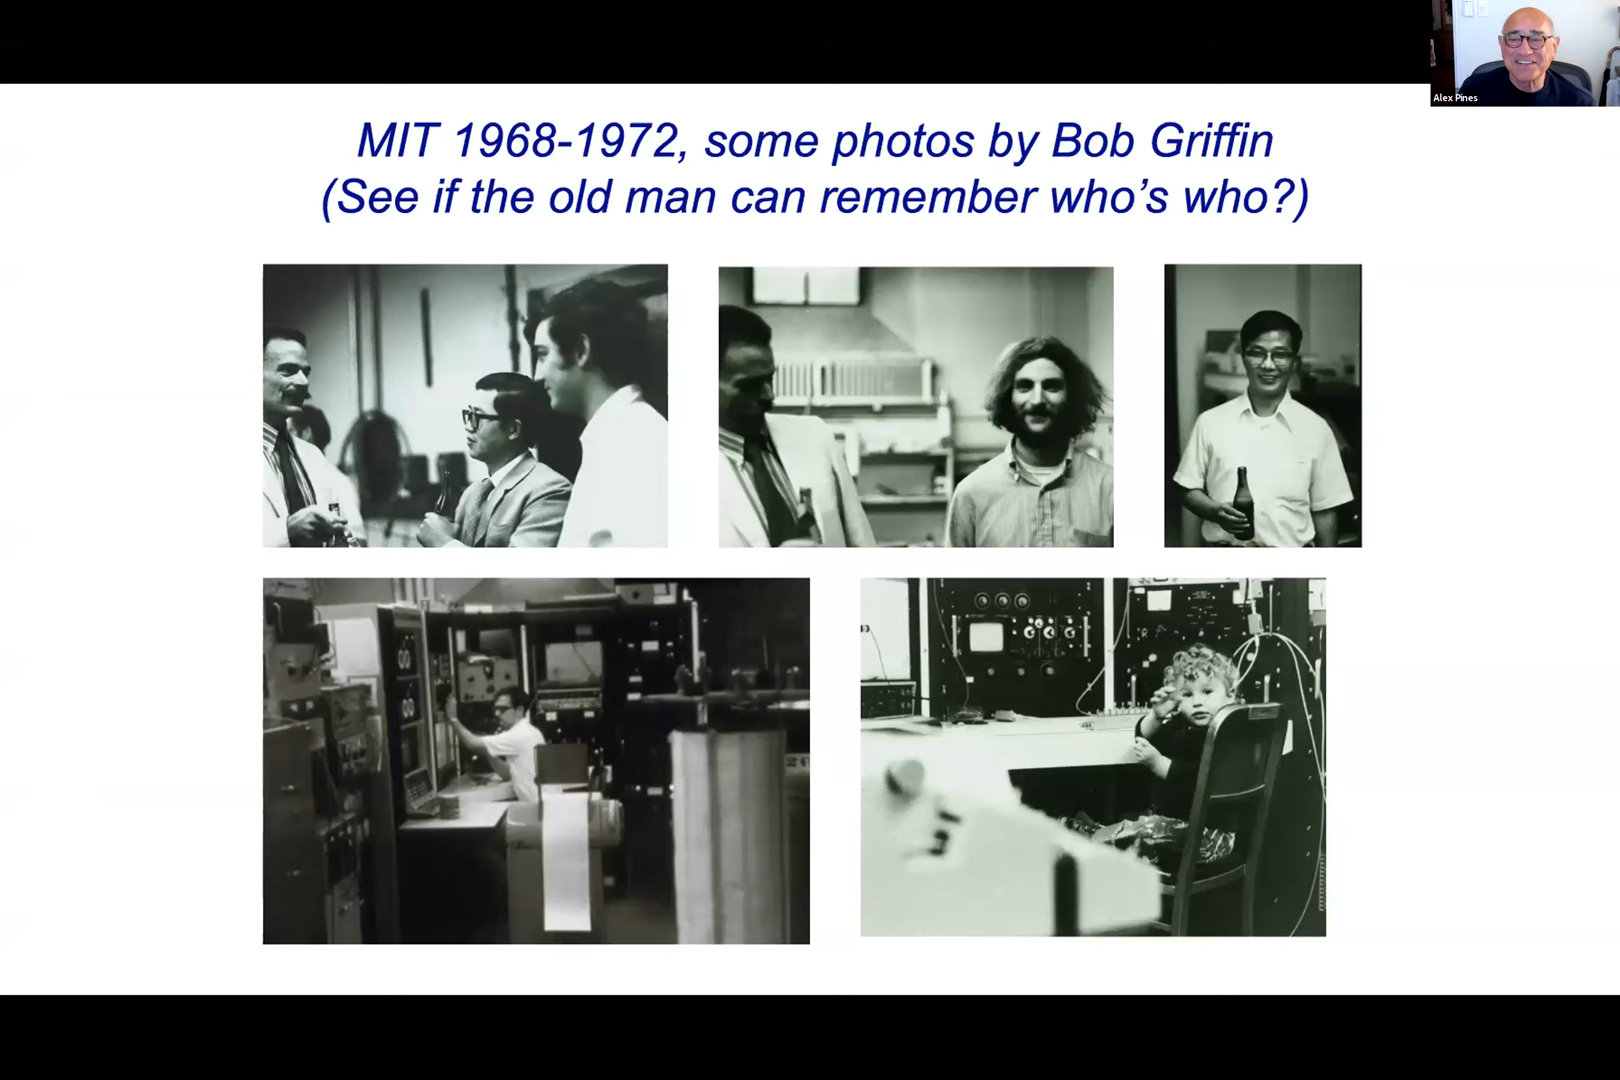 Alex Pines
MIT 1968-1972, some photos by Bob Griffin
(See if the old man can remember who’s who?)